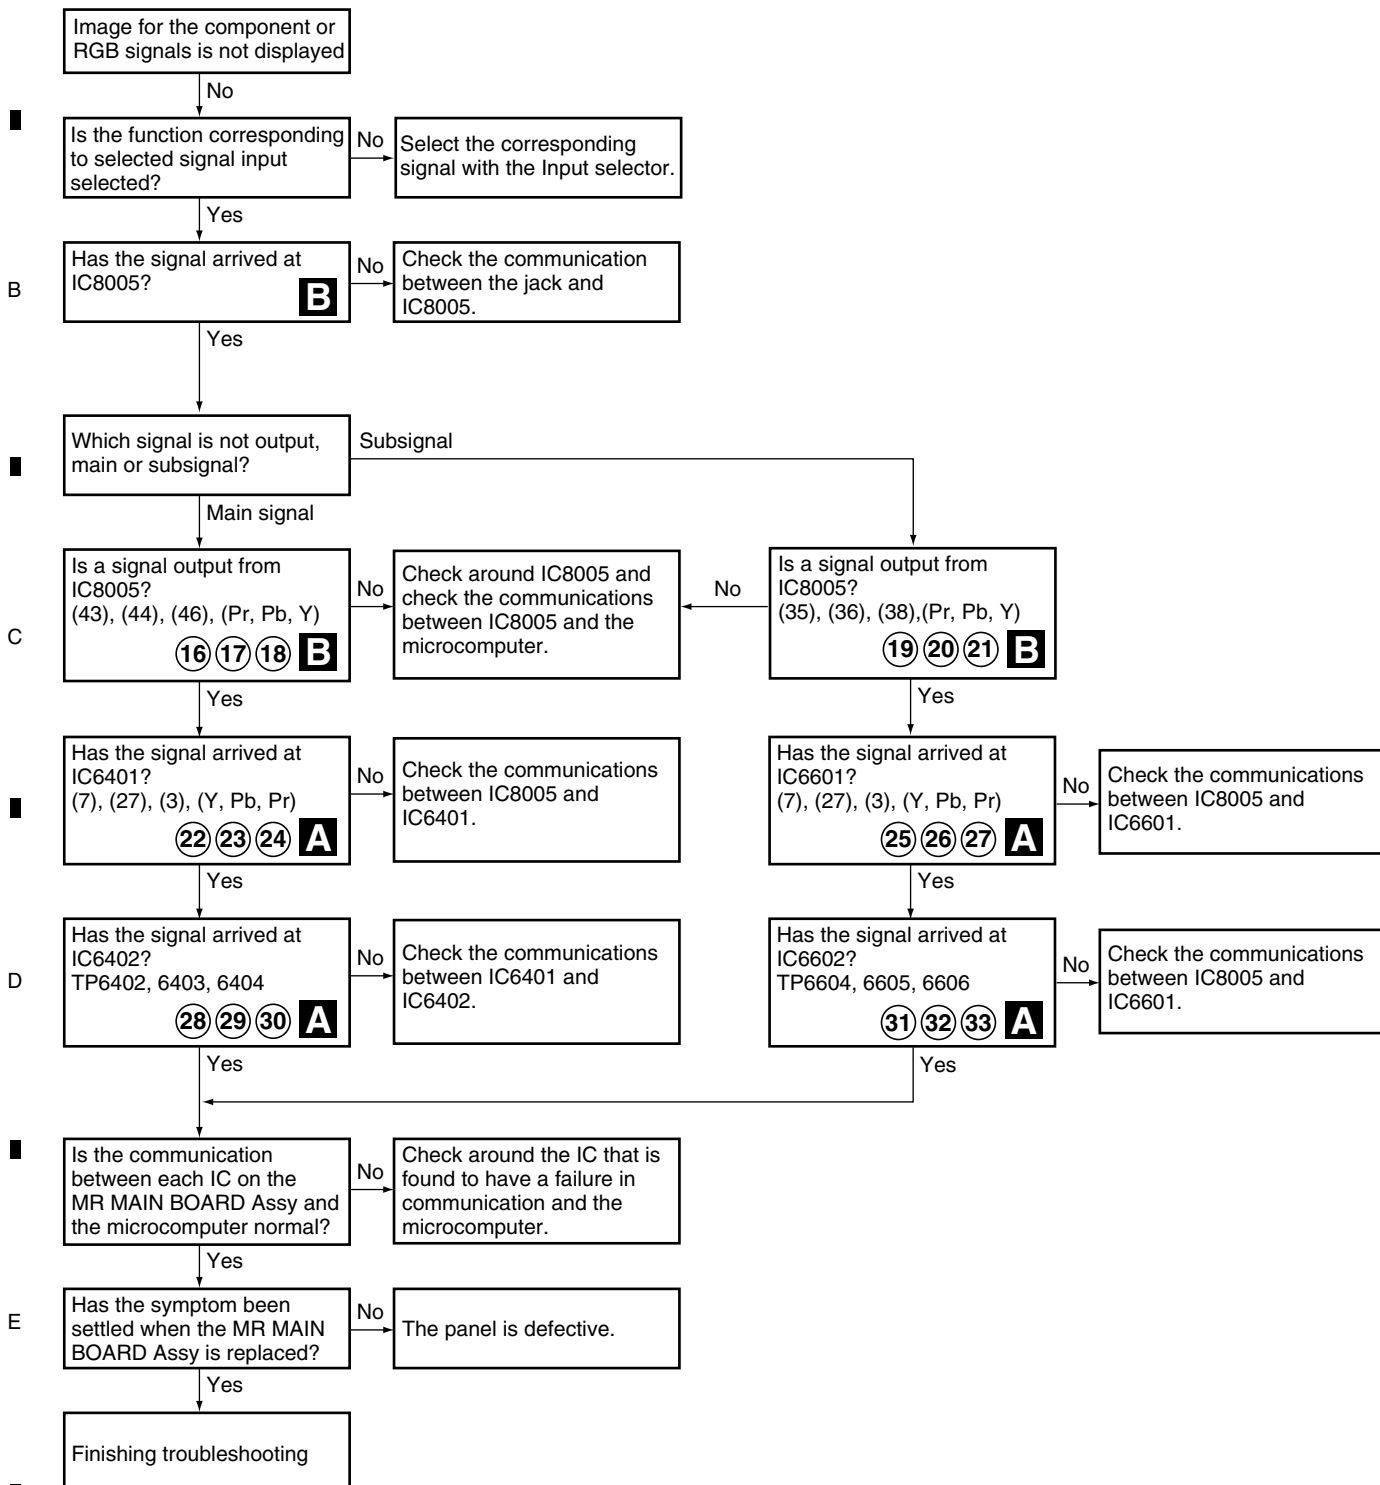 Image for the component or
RGB signals is not displayed
No
Is the function corresponding
to selected signal input
selected?
No
Select the corresponding
signal with the Input selector.
Yes
B
Has the signal arrived at
IC8005?
B
No
Check the communication
between the jack and
IC8005.
Yes
Which signal is not output,
main or subsignal?
Subsignal
Main signal
C
Is a signal output from
IC8005?
(43), (44), (46), (Pr, Pb, Y)
16 17 18 B
No
Check around IC8005 and
check the communications
between IC8005 and the
microcomputer.
No
Is a signal output from
IC8005?
(35), (36), (38),(Pr, Pb, Y)
19 20 21 B
Yes
Yes
Has the signal arrived at
IC6401?
(7), (27), (3), (Y, Pb, Pr)
22 23 24 A
No
Check the communications
between IC8005 and
IC6401.
Has the signal arrived at
IC6601?
(7), (27), (3), (Y, Pb, Pr)
25 26 27 A
No
Check the communications
between IC8005 and
IC6601.
Yes
Yes
D
Has the signal arrived at
IC6402?
TP6402, 6403, 6404
28 29 30 A
No
Check the communications
between IC6401 and
IC6402.
Has the signal arrived at
IC6602?
TP6604, 6605, 6606
31 32 33 A
No
Check the communications
between IC8005 and
IC6601.
Yes
Yes
Is the communication
between each IC on the
MR MAIN BOARD Assy and
the microcomputer normal?
No
Check around the IC that is
found to have a failure in
communication and the
microcomputer.
Yes
E
Has the symptom been
settled when the MR MAIN
BOARD Assy is replaced?
No
The panel is defective.
Yes
Finishing troubleshooting